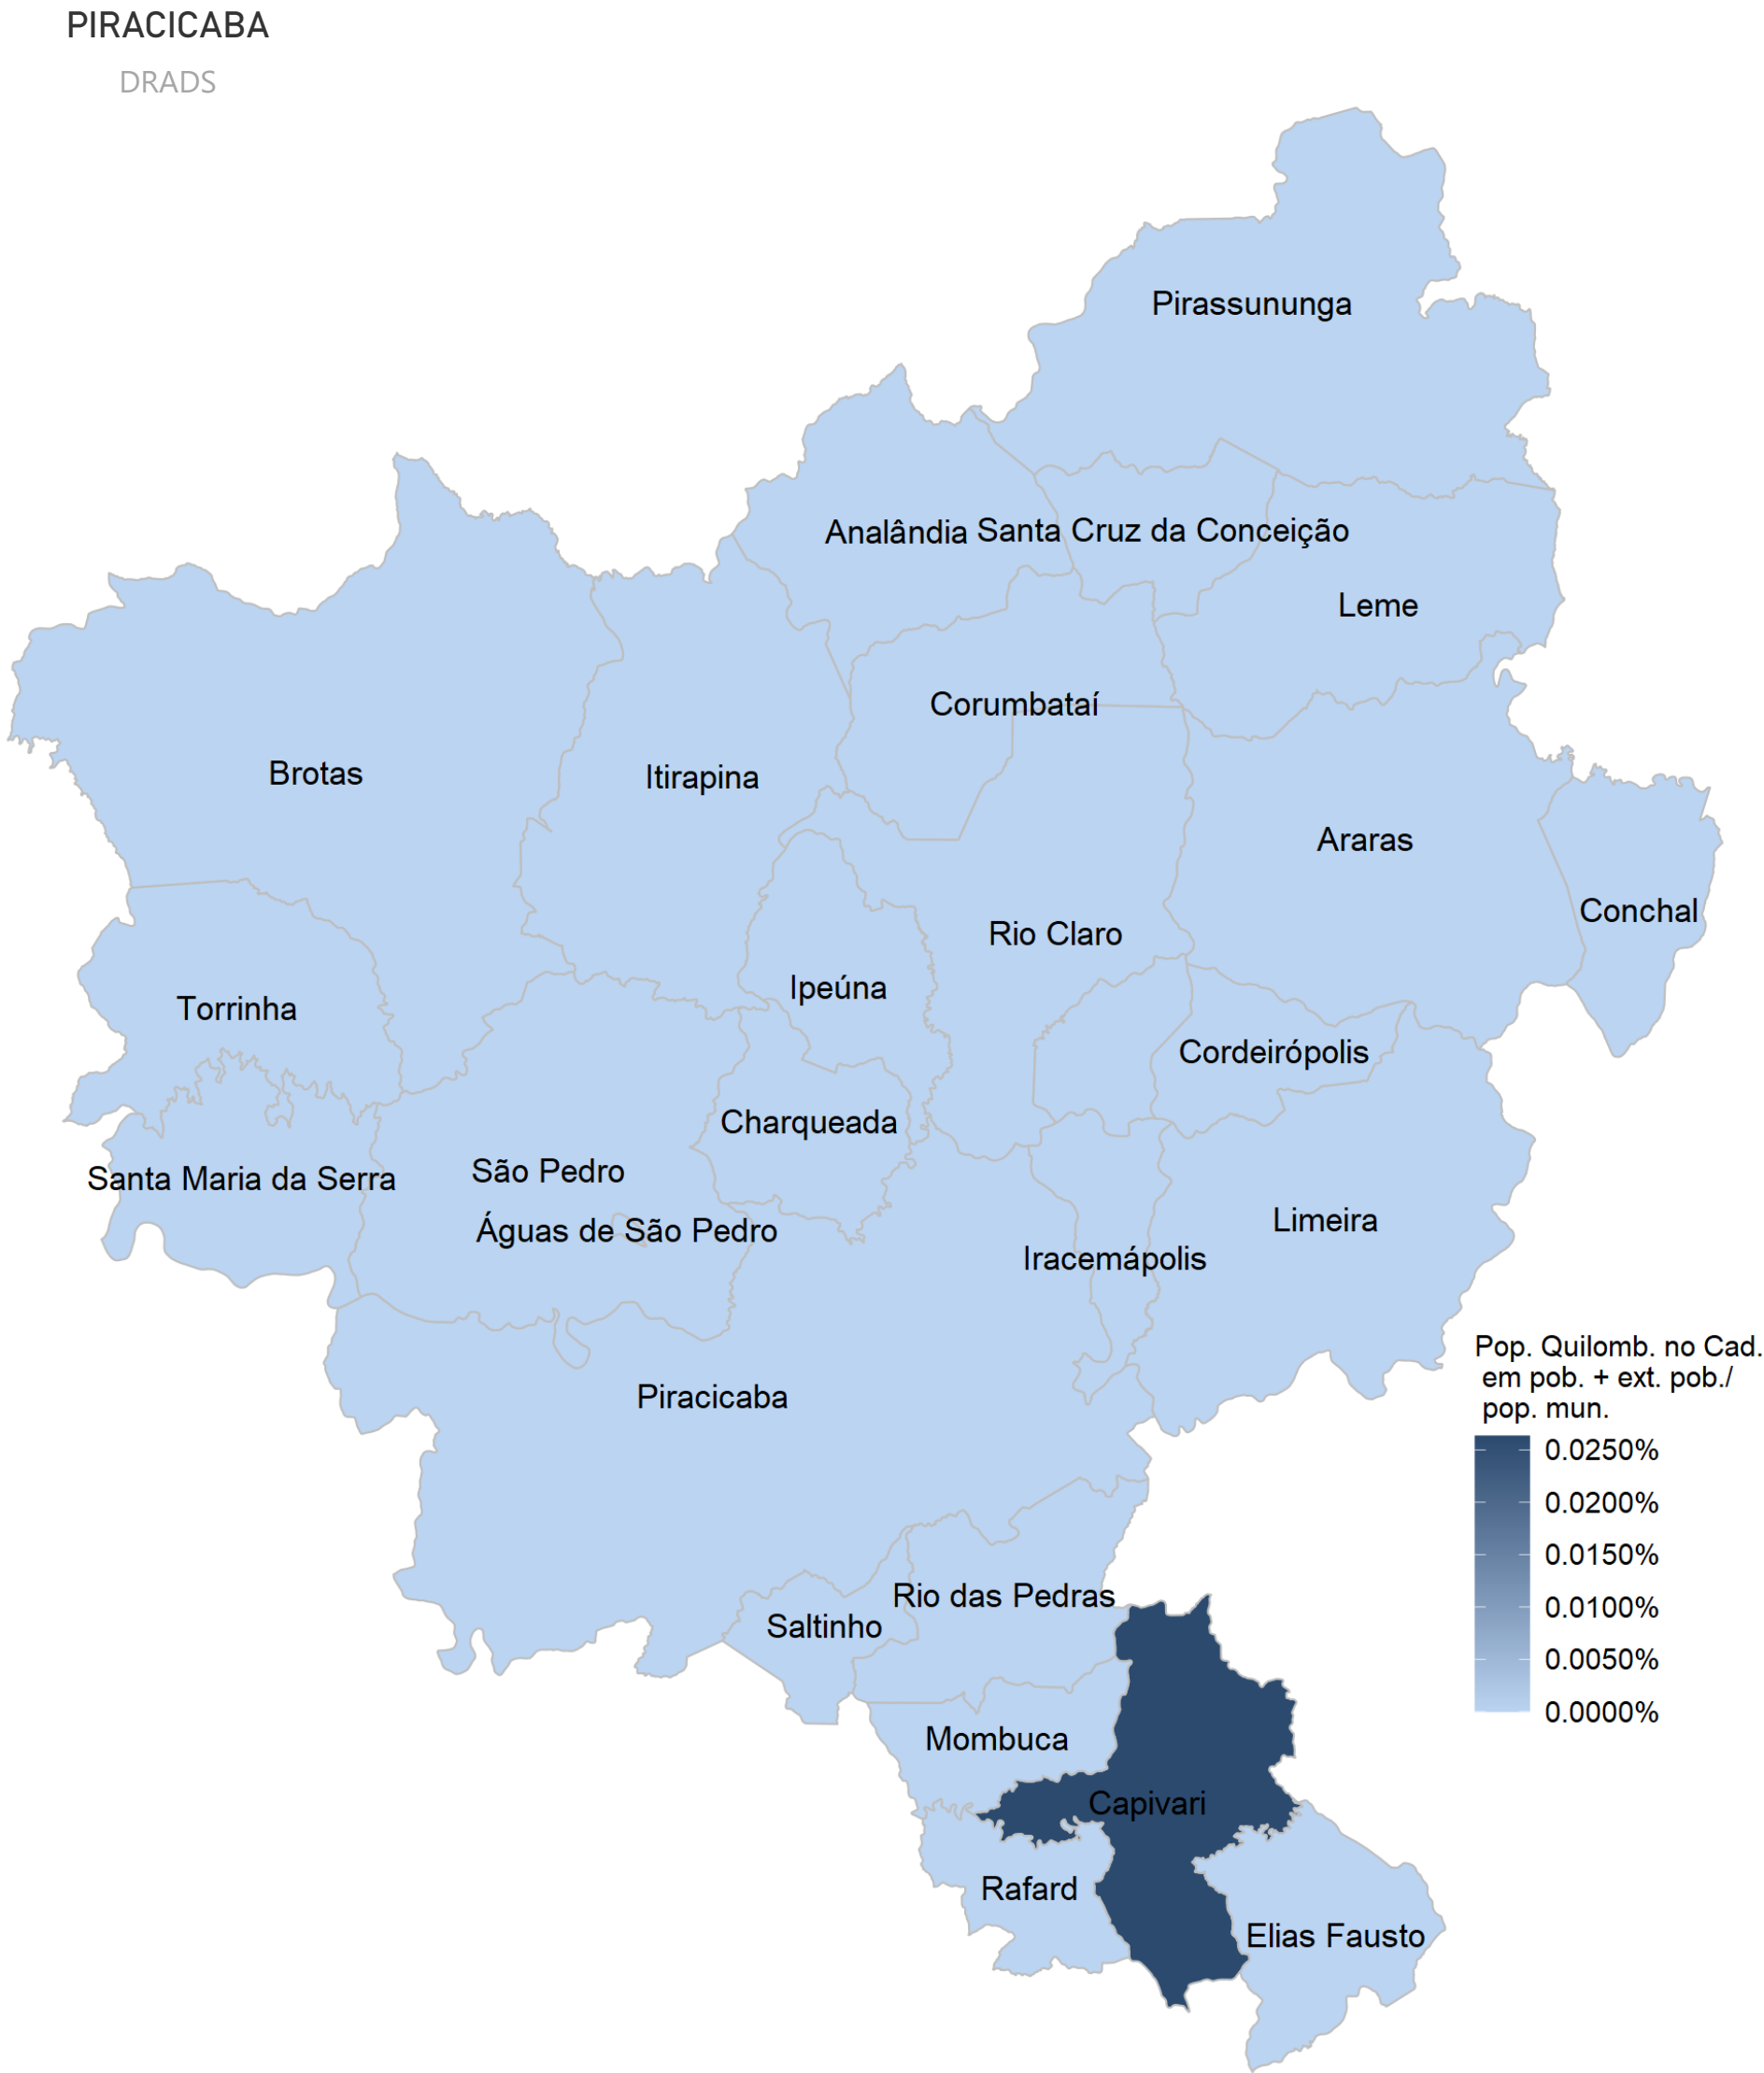 PIRACICABA
DRADS
Pirassununga
Analândia
Santa Cruz da Conceição
Leme
Corumbataí
Brotas
Itirapina
Araras
Conchal
Rio Claro
Ipeúna
Torrinha
Cordeirópolis
Charqueada
São Pedro
Santa Maria da Serra
Limeira
Águas de São Pedro
Iracemápolis
Piracicaba
Rio das Pedras
Saltinho
Mombuca
Capivari
Rafard
Elias Fausto
Pop. Quilomb. no Cad.
em pob. + ext. pob./
pop. mun.
0.0250%
0.0200%
0.0150%
0.0100%
0.0050%
0.0000%